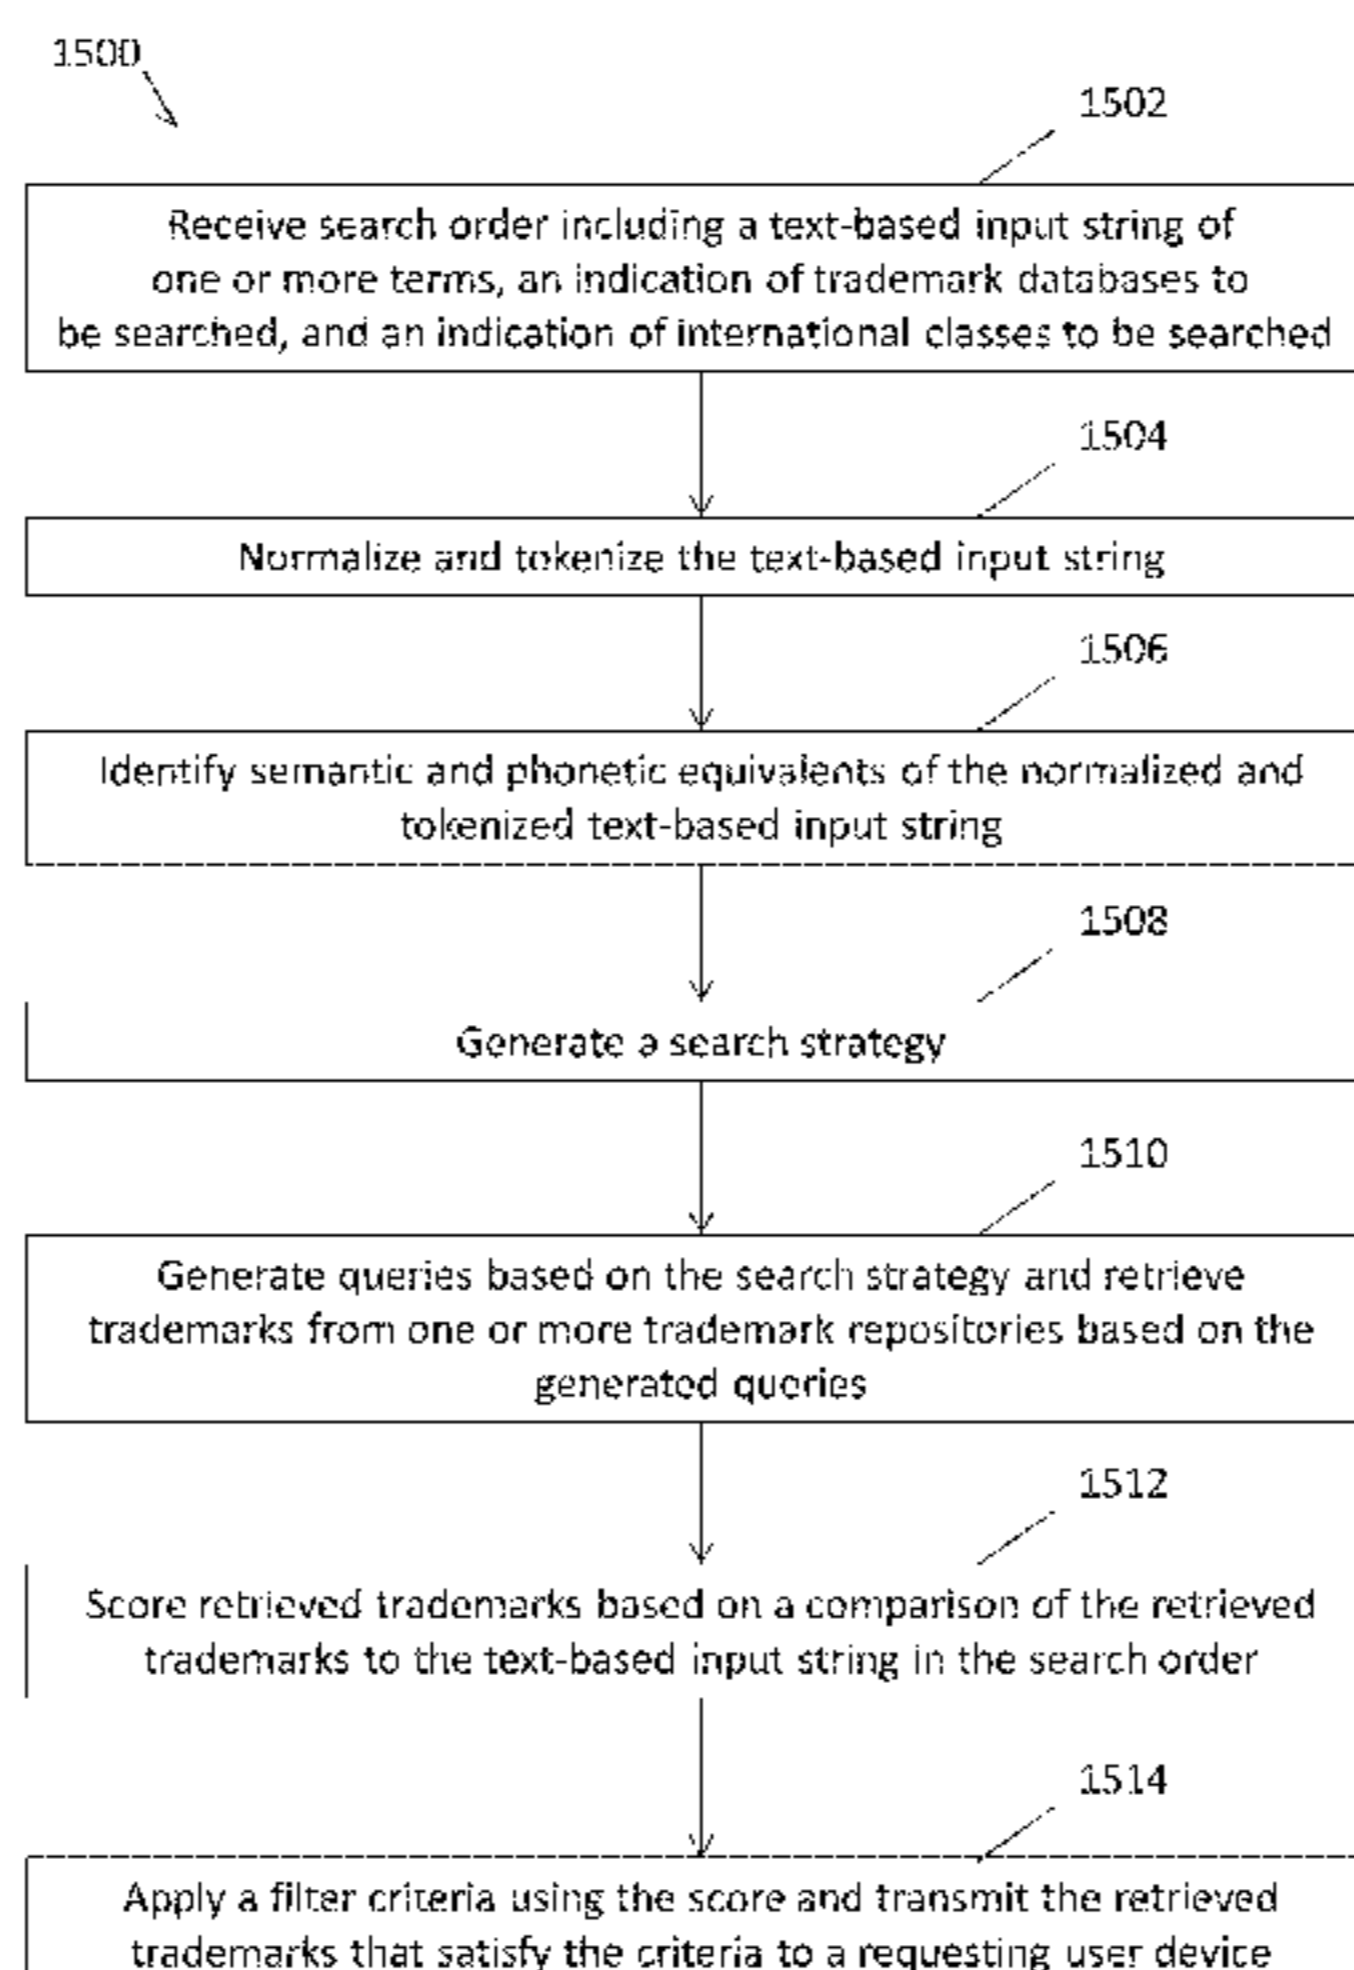 1500
1502
Receive search order including a text-based input string of
one or more terms, an indication of trademark databases to
be searched, and an indication of international classes to be searched
1504
Normalize and tokenize the text-based input string
1506
Identify semantic and phonetic equivalents of the normalized and
tokenized text-based input string
1508
Generate a search strategy
1510
Generate queries based on the search strategy and retrieve
trademarks from one or more trademark repositories based on the
generated queries
1512
Score retrieved trademarks based on a comparison of the retrieved
trademarks to the text-based input string in the search order
1514
Apply a filter criteria using the score and transmit the retrieved
trademarks that satisfy the criteria to a requesting user device